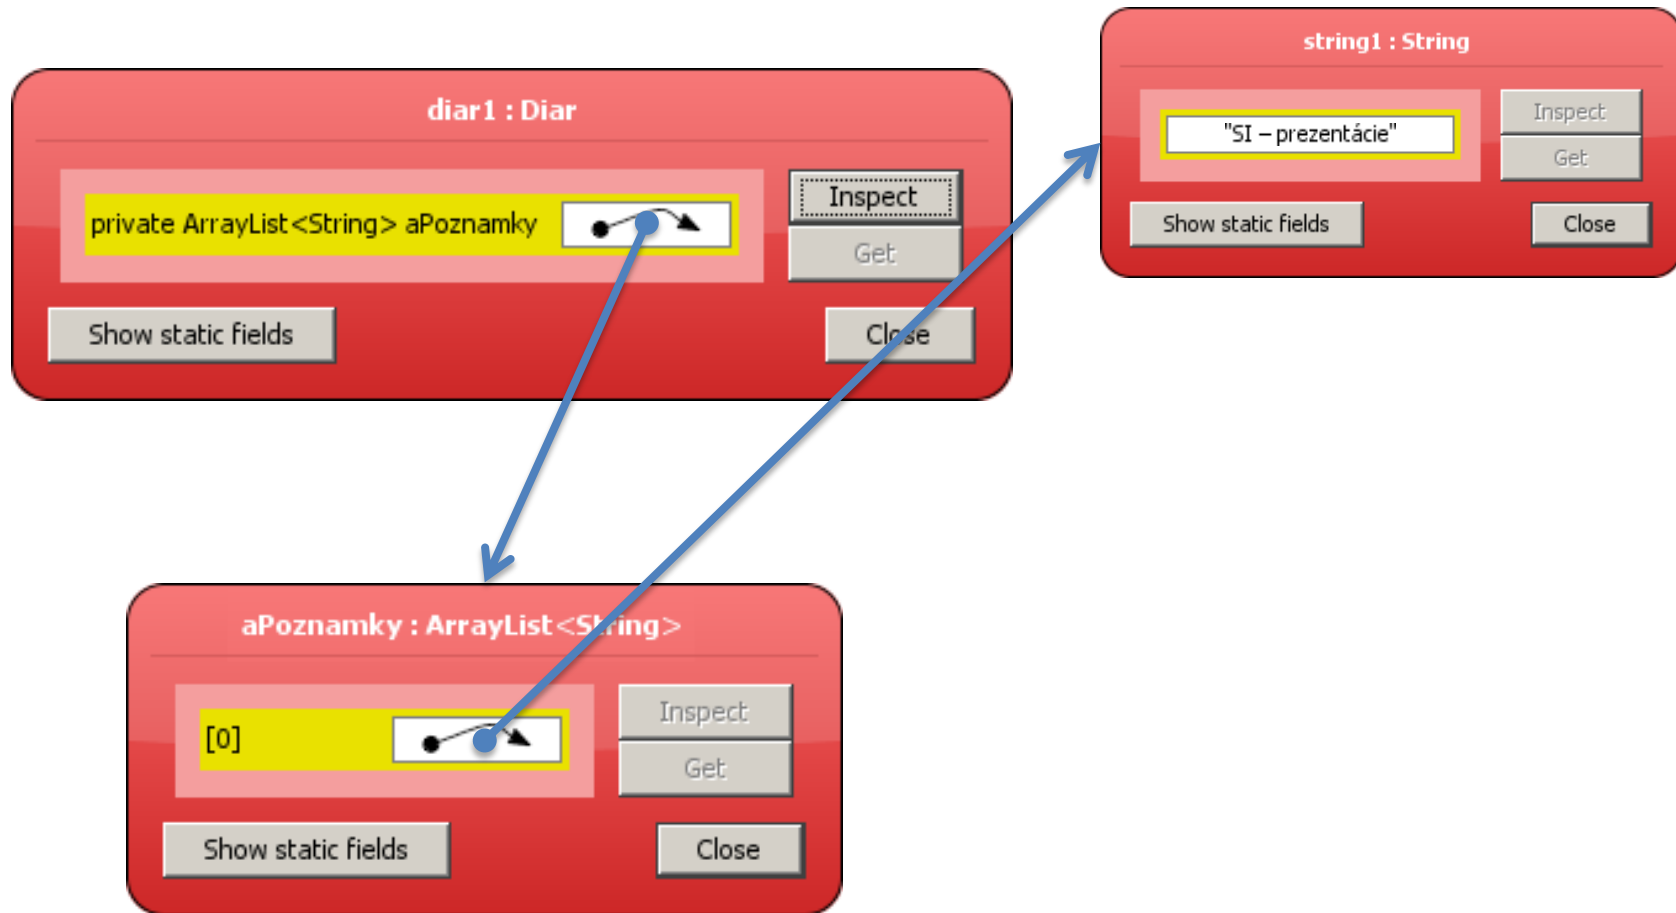 diar1 : Diar
private ArrayList<String> aPoznamky
Inspect
Get
Show static fields
Close
string1 : String
"SI – prezentácie"
Inspect
Get
Show static fields
Close
aPoznamky : ArrayList<String>
[0]
Inspect
Get
Show static fields
Close